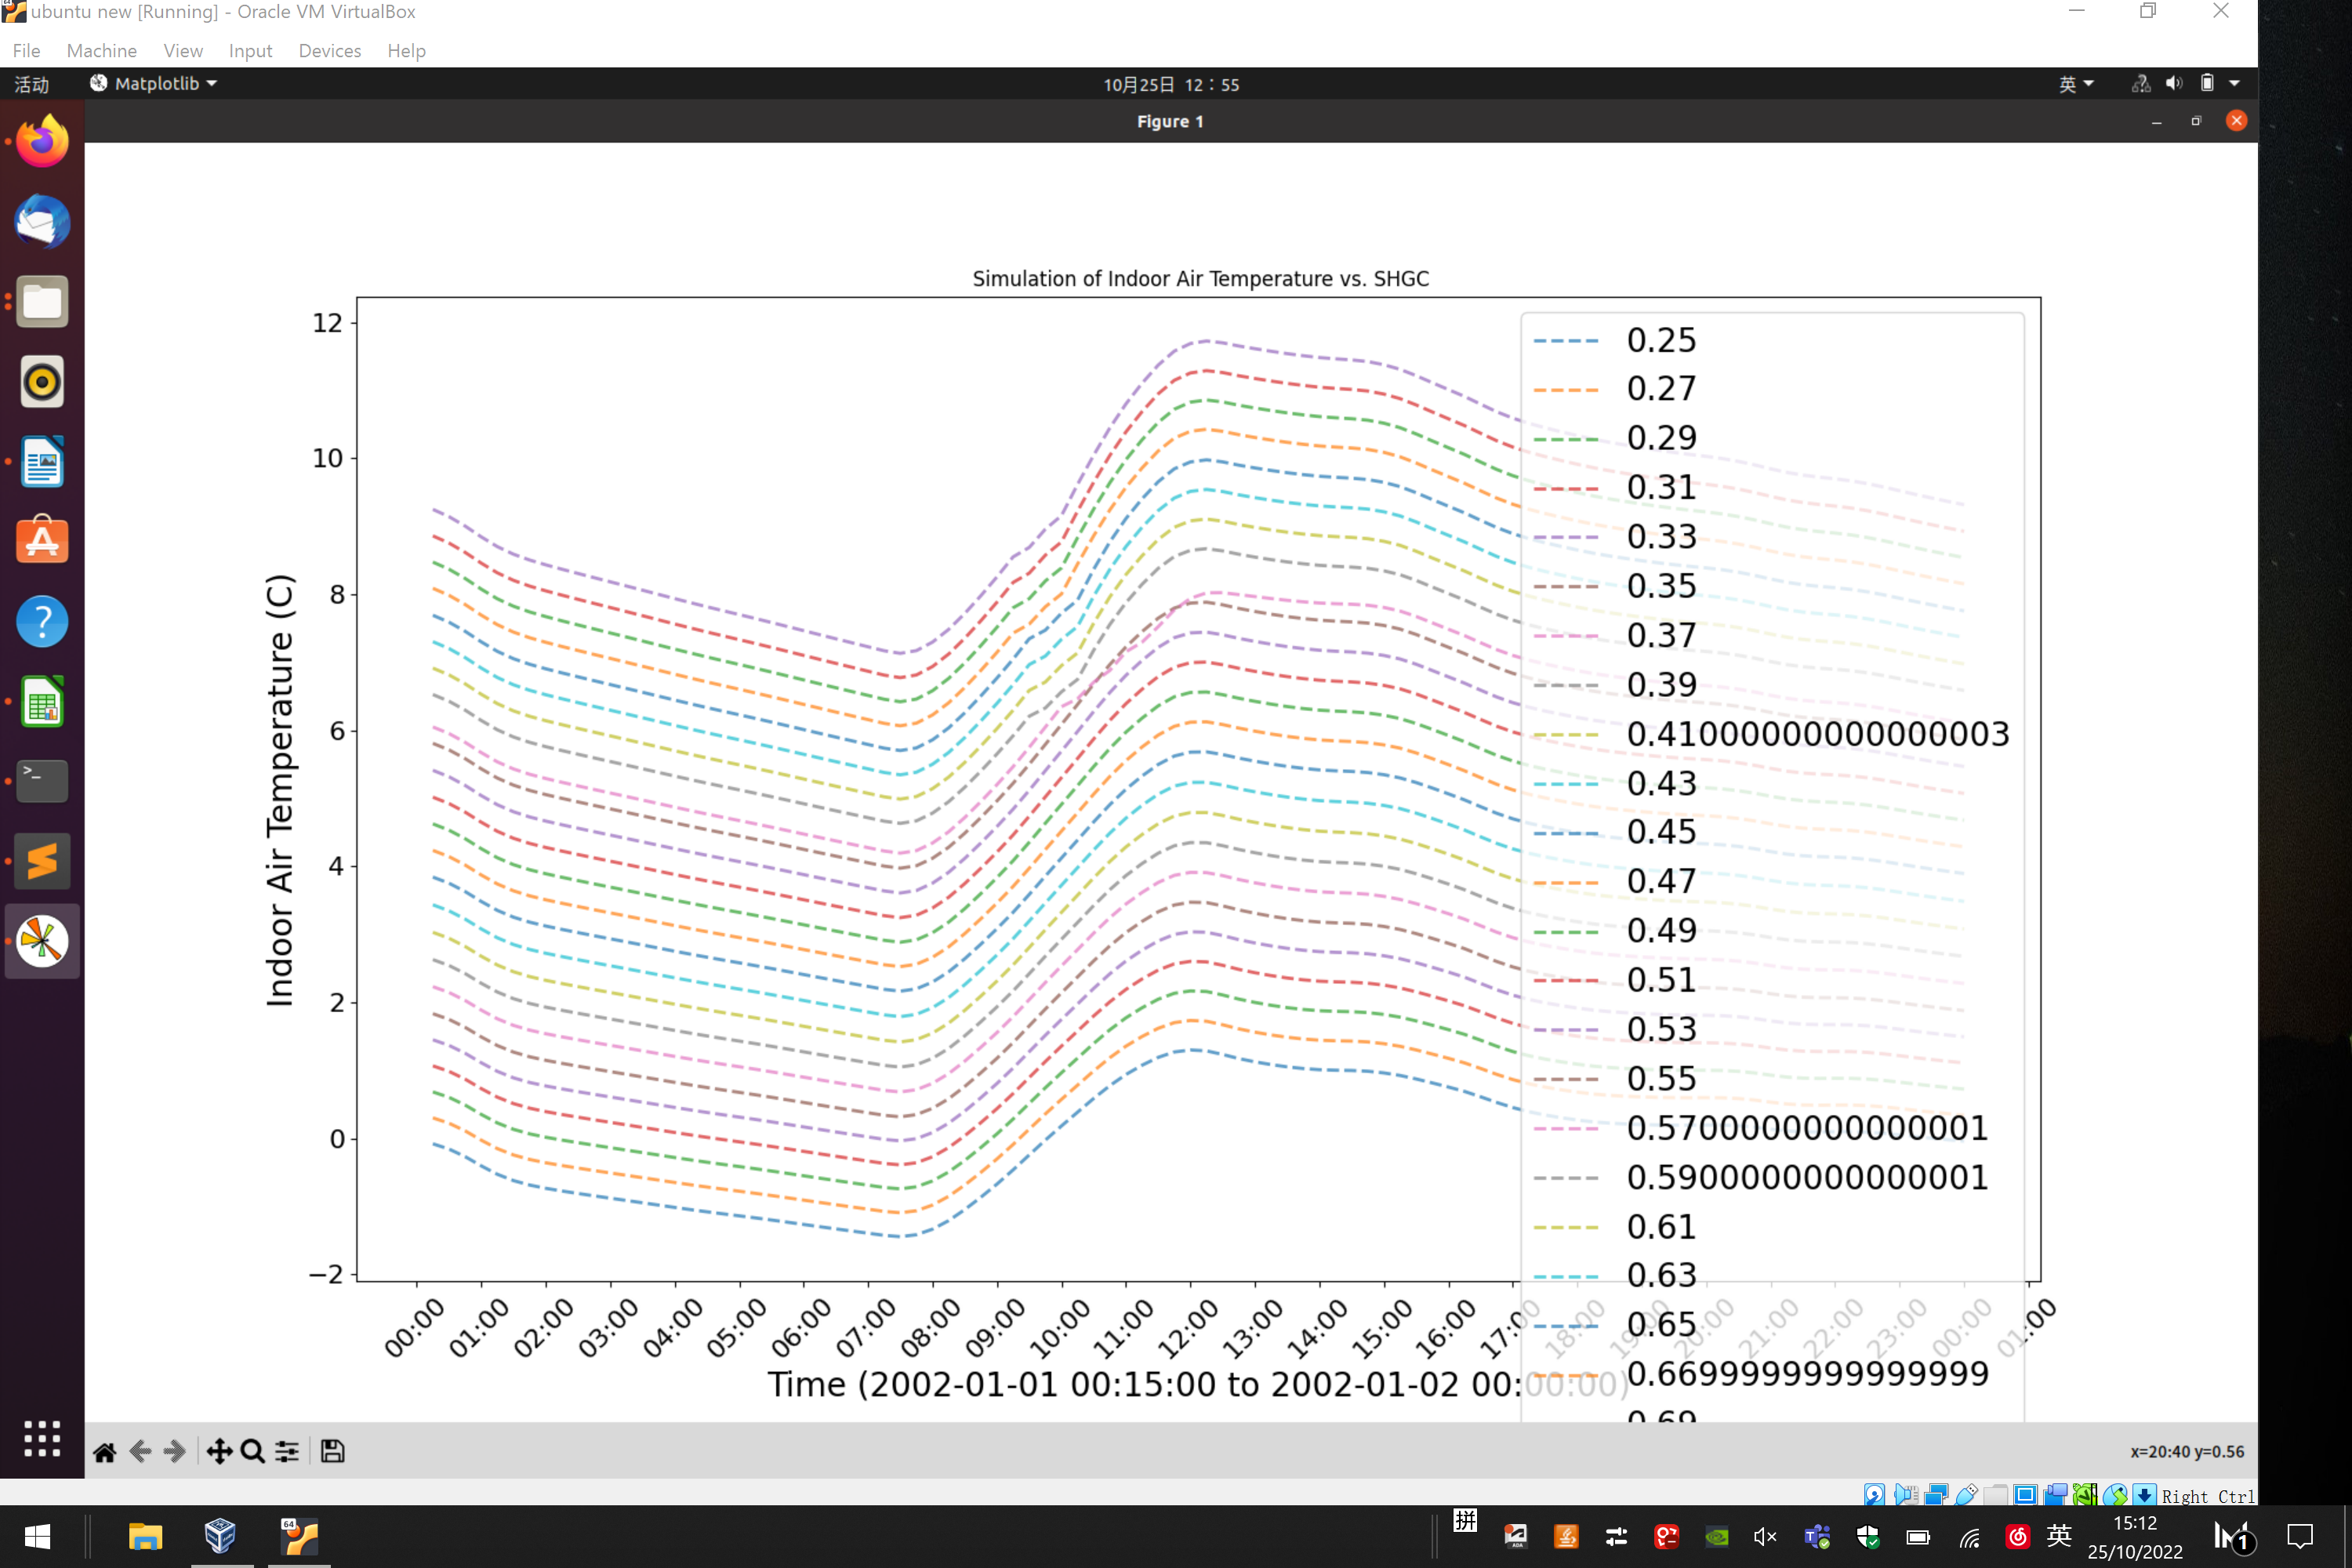 ubuntu new [Running] - Oracle VM VirtualBox
File Machine View Input Devices Help
活动 Matplotlib 10月25日 12：55 英
Figure 1
Simulation of Indoor Air Temperature vs. SHGC
12
10
8
6
4
2
0
−2
Indoor Air Temperature (C)
0.25
0.27
0.29
0.31
0.33
0.35
0.37
0.39
0.41000000000000003
0.43
0.45
0.47
0.49
0.51
0.53
0.55
0.5700000000000001
0.5900000000000001
0.61
0.63
0.65
0.6699999999999999
0.69
00:00 01:00 02:00 03:00 04:00 05:00 06:00 07:00 08:00 09:00 10:00 11:00 12:00 13:00 14:00 15:00 16:00 17:00 18:00 19:00 20:00 21:00 22:00 23:00 00:00 01:00
Time (2002-01-01 00:15:00 to 2002-01-02 00:00:00)
x=20:40 y=0.56
Right Ctrl
64
拼
英
15:12
25/10/2022
1